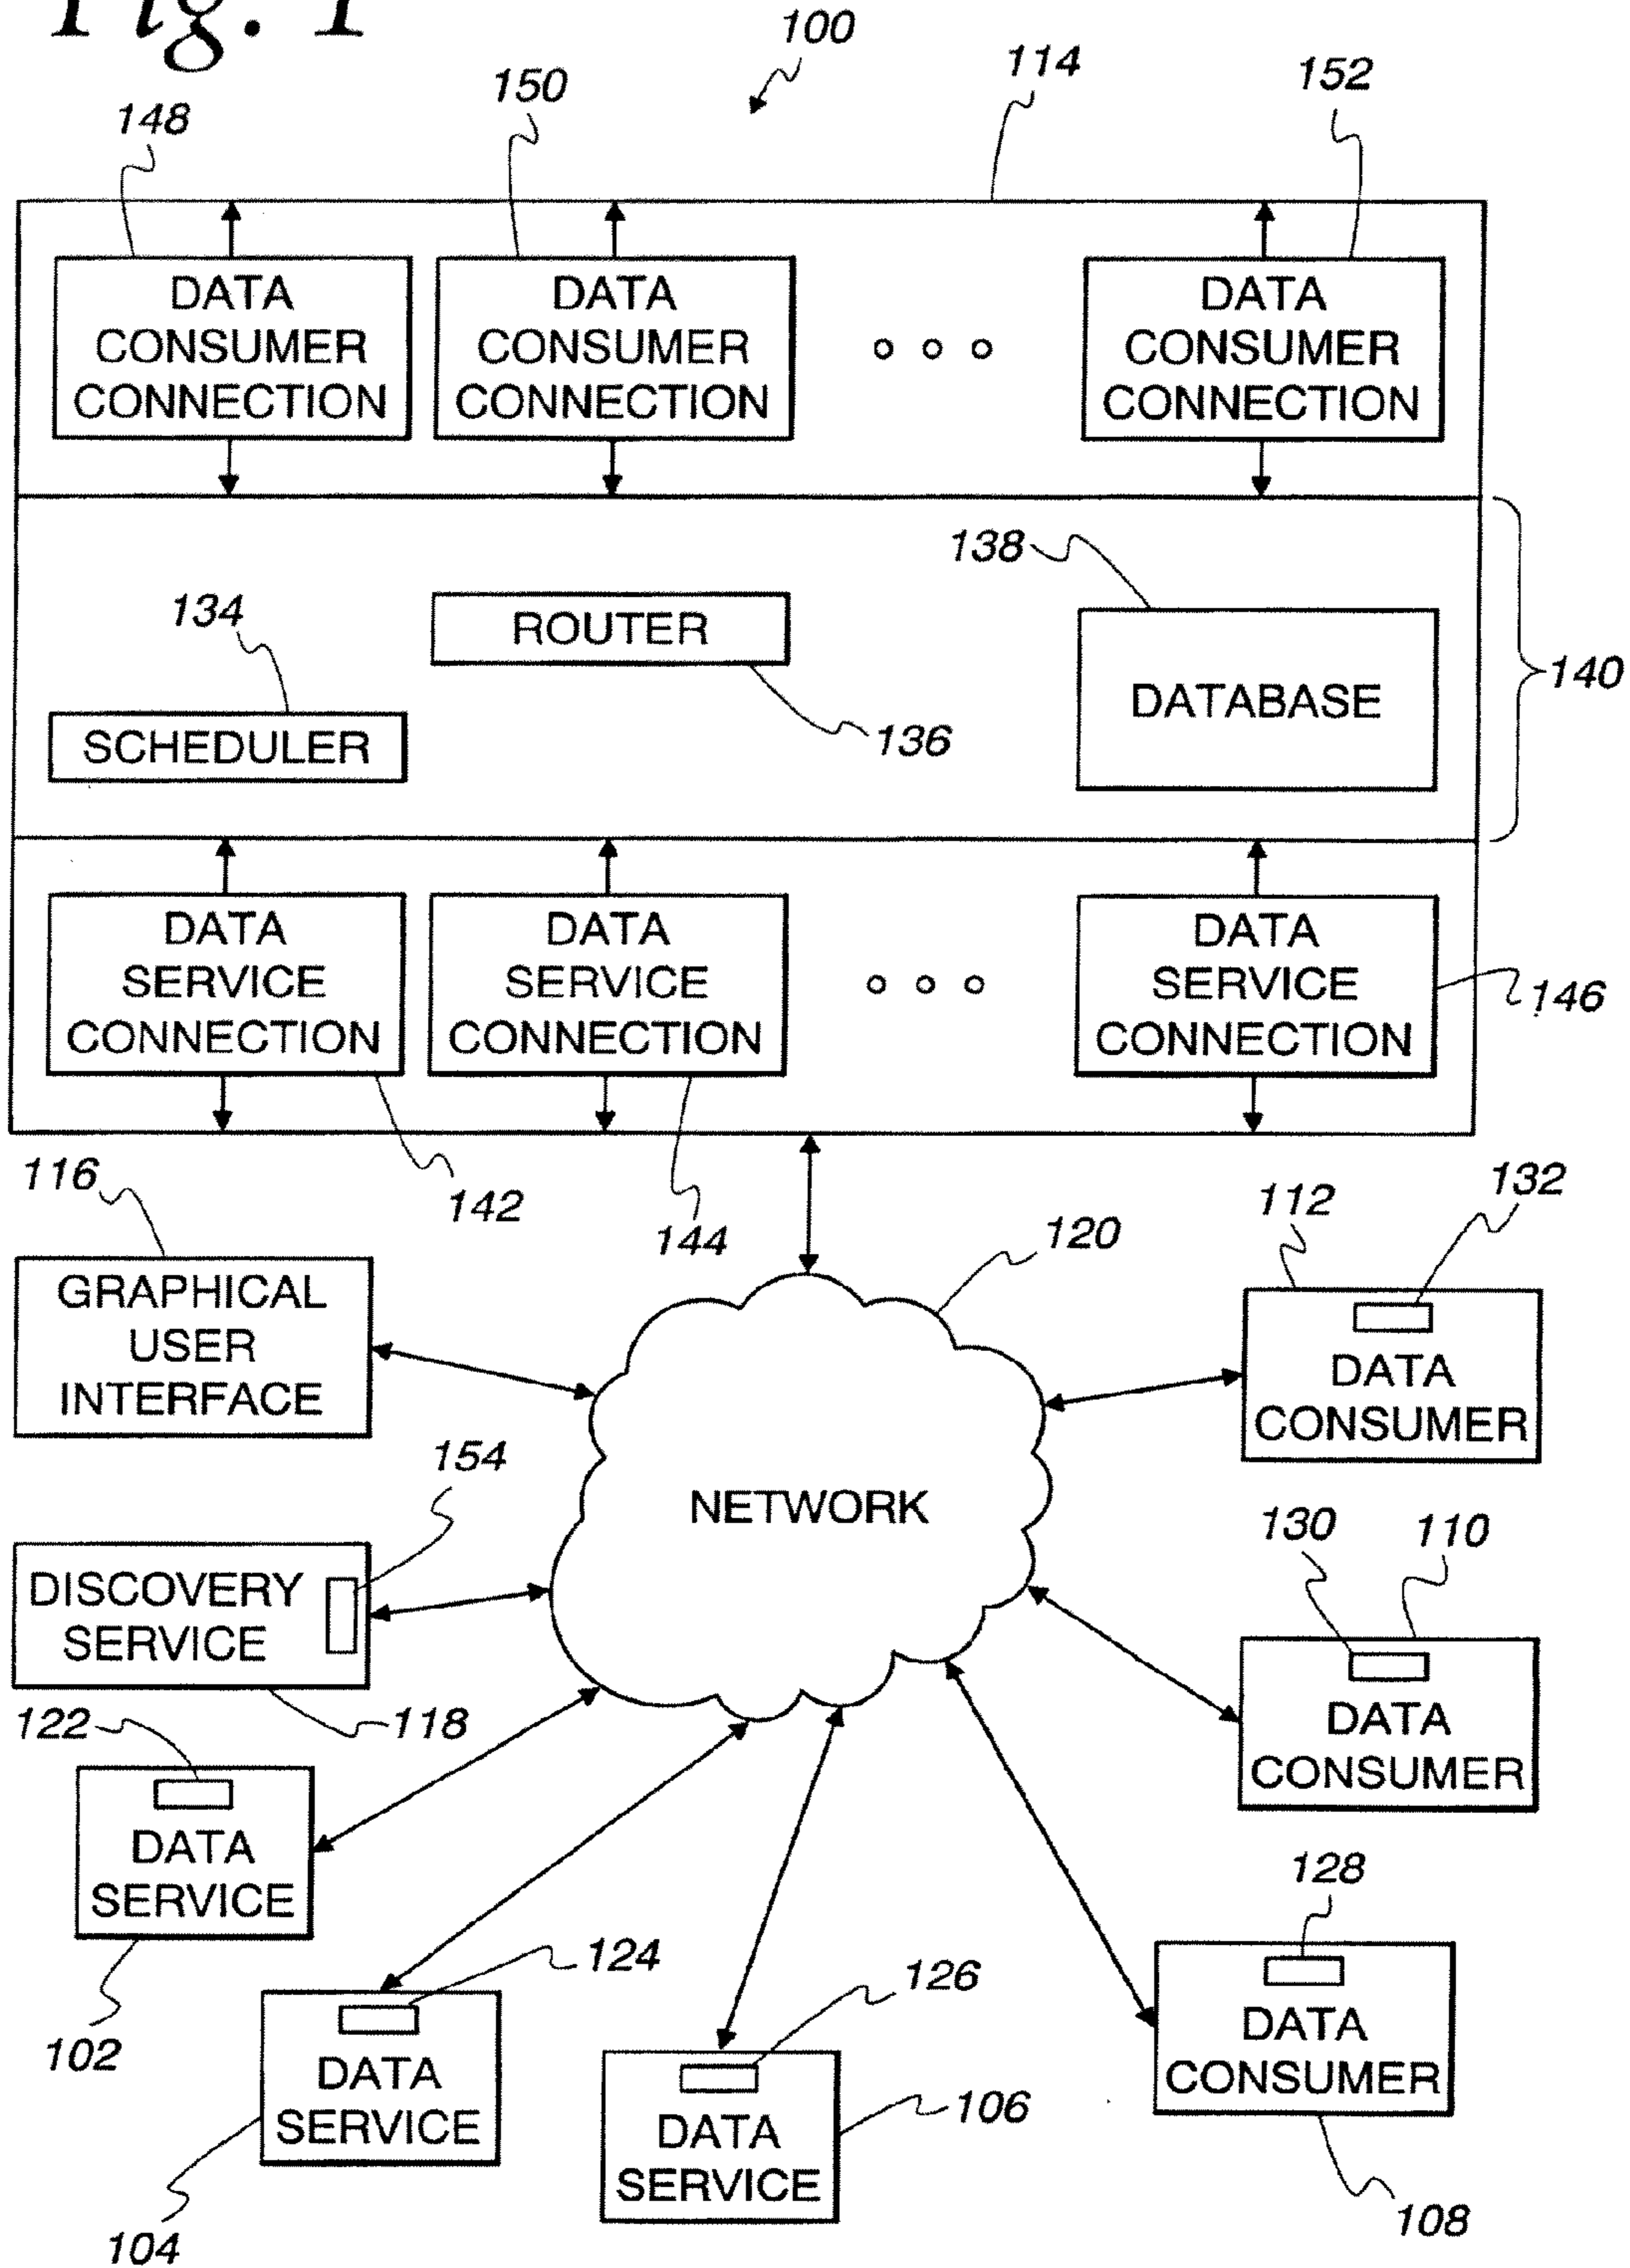 Fig. 1
100
114
150
152
148
DATA
CONSUMER
CONNECTION
DATA
CONSUMER
CONNECTION
DATA
CONSUMER
CONNECTION
138
134
ROUTER
140
DATABASE
136
SCHEDULER
DATA
SERVICE
CONNECTION
DATA
SERVICE
CONNECTION
DATA
SERVICE
CONNECTION
146
116
142
144
120
112
132
GRAPHICAL
USER
INTERFACE
DATA
CONSUMER
154
NETWORK
130
110
DISCOVERY
SERVICE
118
DATA
CONSUMER
122
DATA
SERVICE
102
128
124
126
DATA
CONSUMER
DATA
SERVICE
106
DATA
SERVICE
108
104